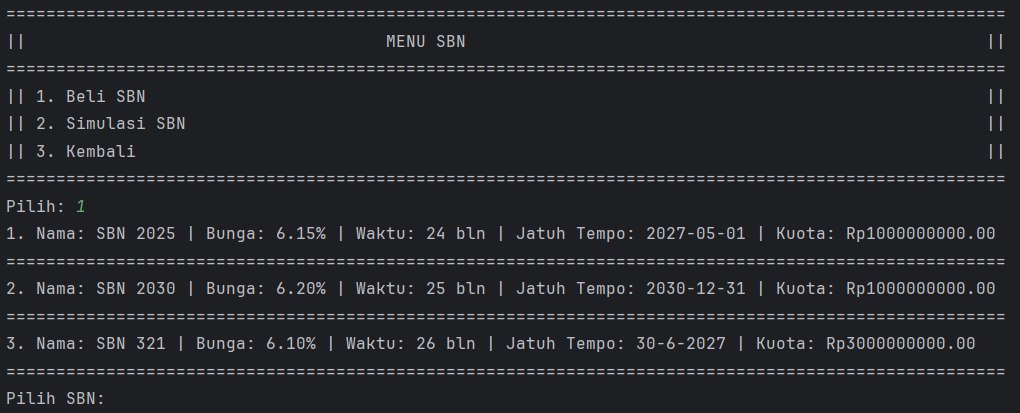 ====================================================================================================
||                                    MENU SBN                                                    ||
====================================================================================================
|| 1. Beli SBN                                                                                    ||
|| 2. Simulasi SBN                                                                                ||
|| 3. Kembali                                                                                     ||
====================================================================================================
Pilih: 1
1. Nama: SBN 2025 | Bunga: 6.15% | Waktu: 24 bln | Jatuh Tempo: 2027-05-01 | Kuota: Rp1000000000.00
====================================================================================================
2. Nama: SBN 2030 | Bunga: 6.20% | Waktu: 25 bln | Jatuh Tempo: 2030-12-31 | Kuota: Rp1000000000.00
====================================================================================================
3. Nama: SBN 321 | Bunga: 6.10% | Waktu: 26 bln | Jatuh Tempo: 30-6-2027 | Kuota: Rp3000000000.00
====================================================================================================
Pilih SBN: